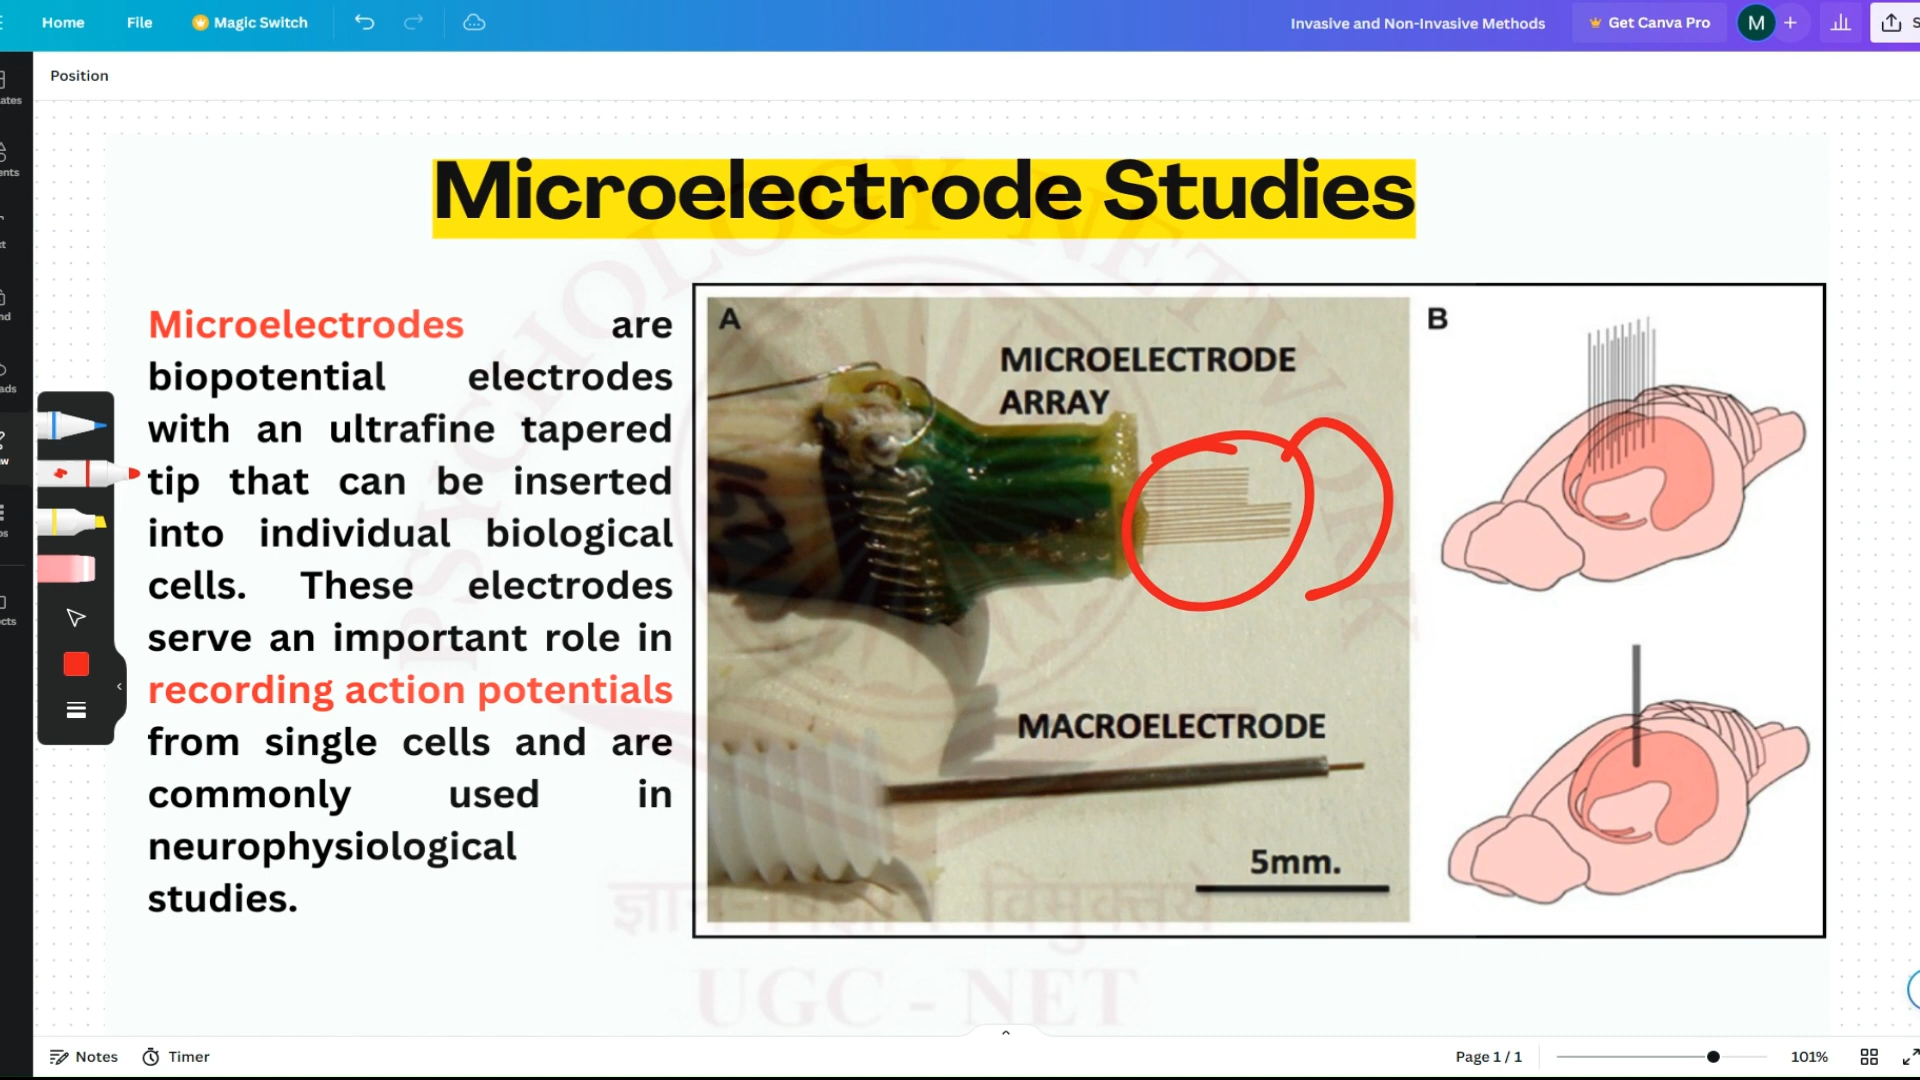 Home File Magic Switch Invasive and Non-Invasive Methods Get Canva Pro M + S
Position
Microelectrode Studies
Microelectrodes are
biopotential electrodes
with an ultrafine tapered
tip that can be inserted
into individual biological
cells. These electrodes
serve an important role in
recording action potentials
from single cells and are
commonly used in
neurophysiological
studies.
A
MICROELECTRODE
ARRAY
MACROELECTRODE
5mm.
B
PSYCHOLOGY NETWORK
UGC - NET
Notes Timer Page 1 / 1 101%